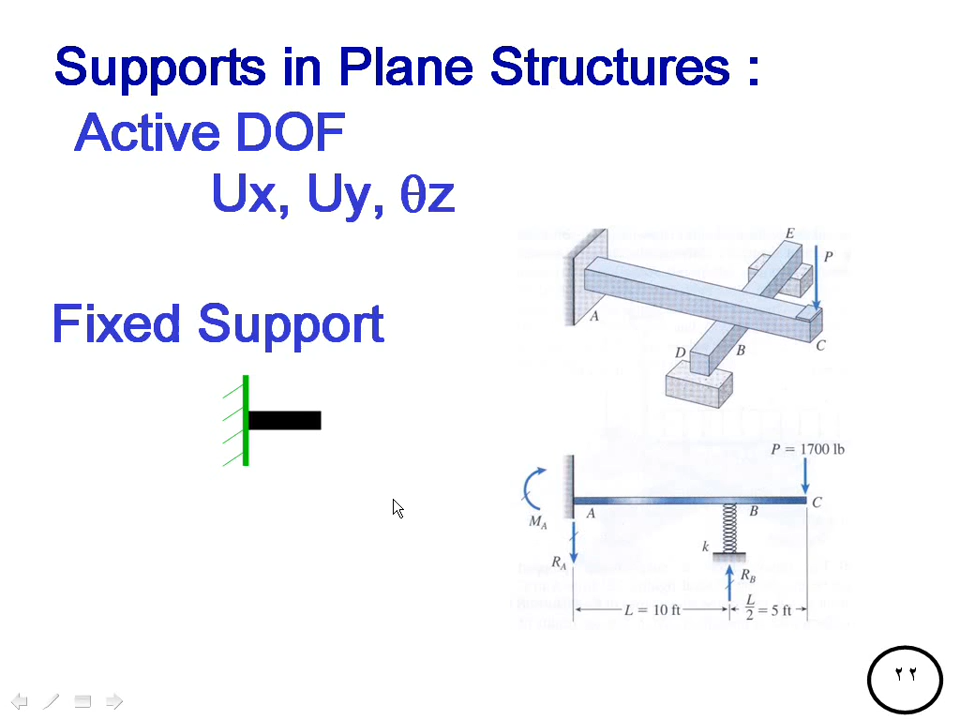 Supports in Plane Structures :
Active DOF
Ux, Uy, θz
Fixed Support
E
P
A
D
B
C
P = 1700 lb
A
B
C
M_A
k
R_A
R_B
L = 10 ft
L/2 = 5 ft
٢٢